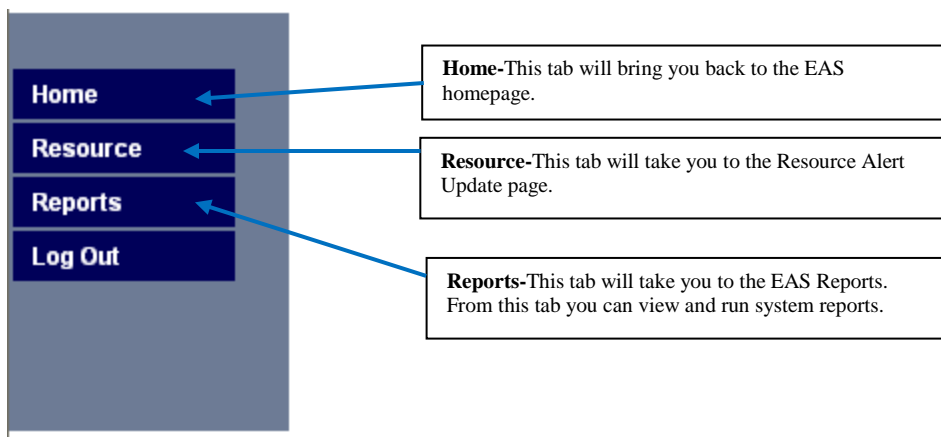 Home
Resource
Reports
Log Out
Home-This tab will bring you back to the EAS
homepage.
Resource-This tab will take you to the Resource Alert
Update page.
Reports-This tab will take you to the EAS Reports.
From this tab you can view and run system reports.